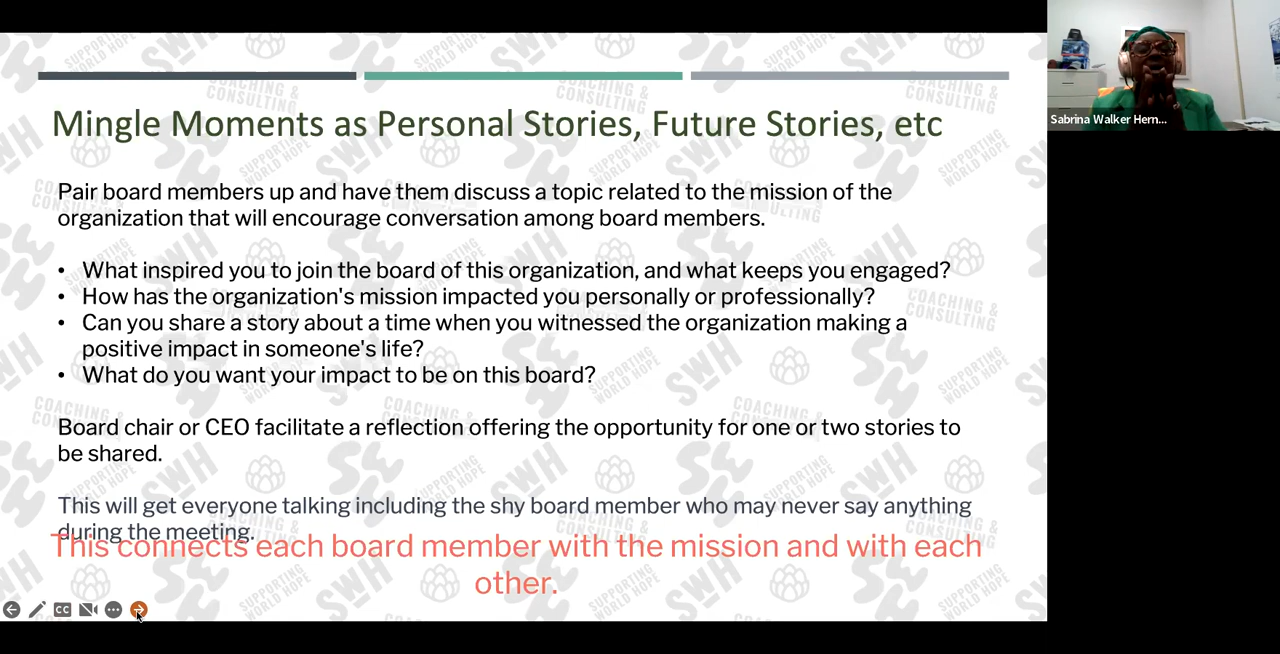 Mingle Moments as Personal Stories, Future Stories, etc
Pair board members up and have them discuss a topic related to the mission of the
organization that will encourage conversation among board members.
• What inspired you to join the board of this organization, and what keeps you engaged?
• How has the organization's mission impacted you personally or professionally?
• Can you share a story about a time when you witnessed the organization making a
positive impact in someone's life?
• What do you want your impact to be on this board?
Board chair or CEO facilitate a reflection offering the opportunity for one or two stories to
be shared.
This will get everyone talking including the shy board member who may never say anything
during the meeting.
This connects each board member with the mission and with each
other.
CC
Sabrina Walker Hern...
SWH
COACHING &
CONSULTING
SUPPORTING
WORLD HOPE